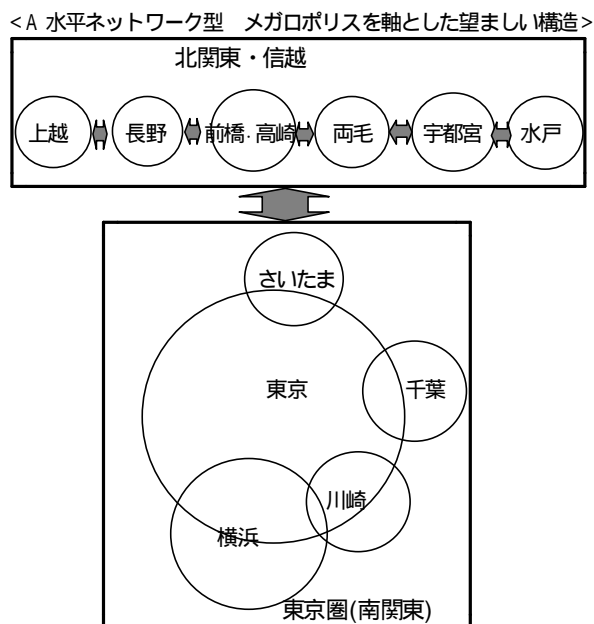 <A 水平ネットワーク型　メガロポリスを軸とした望ましい構造>
北関東・信越
上越 長野 前橋・高崎 両毛 宇都宮 水戸
さいたま
東京
千葉
川崎
横浜
東京圏(南関東)